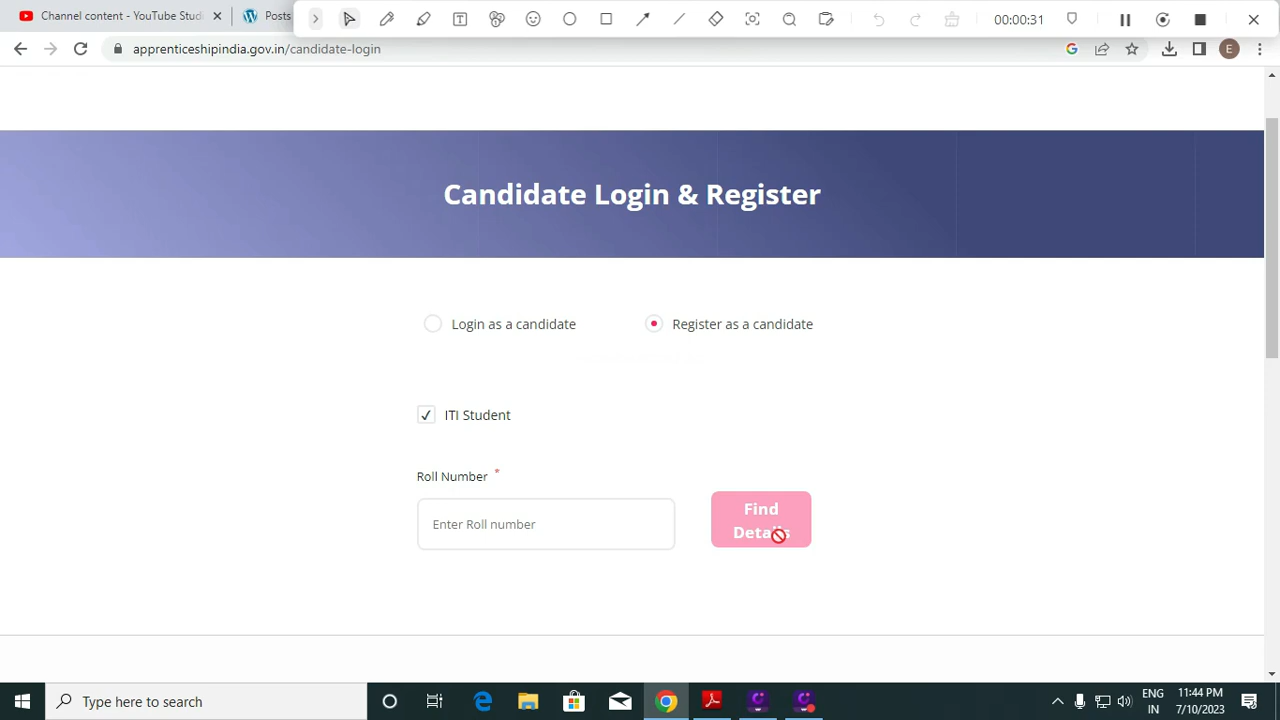 Channel content - YouTube Stud
Posts
00:00:31
apprenticeshipindia.gov.in/candidate-login
E
Candidate Login & Register
Login as a candidate
Register as a candidate
ITI Student
Roll Number *
Enter Roll number
Find
Details
Type here to search
ENG
IN
11:44 PM
7/10/2023